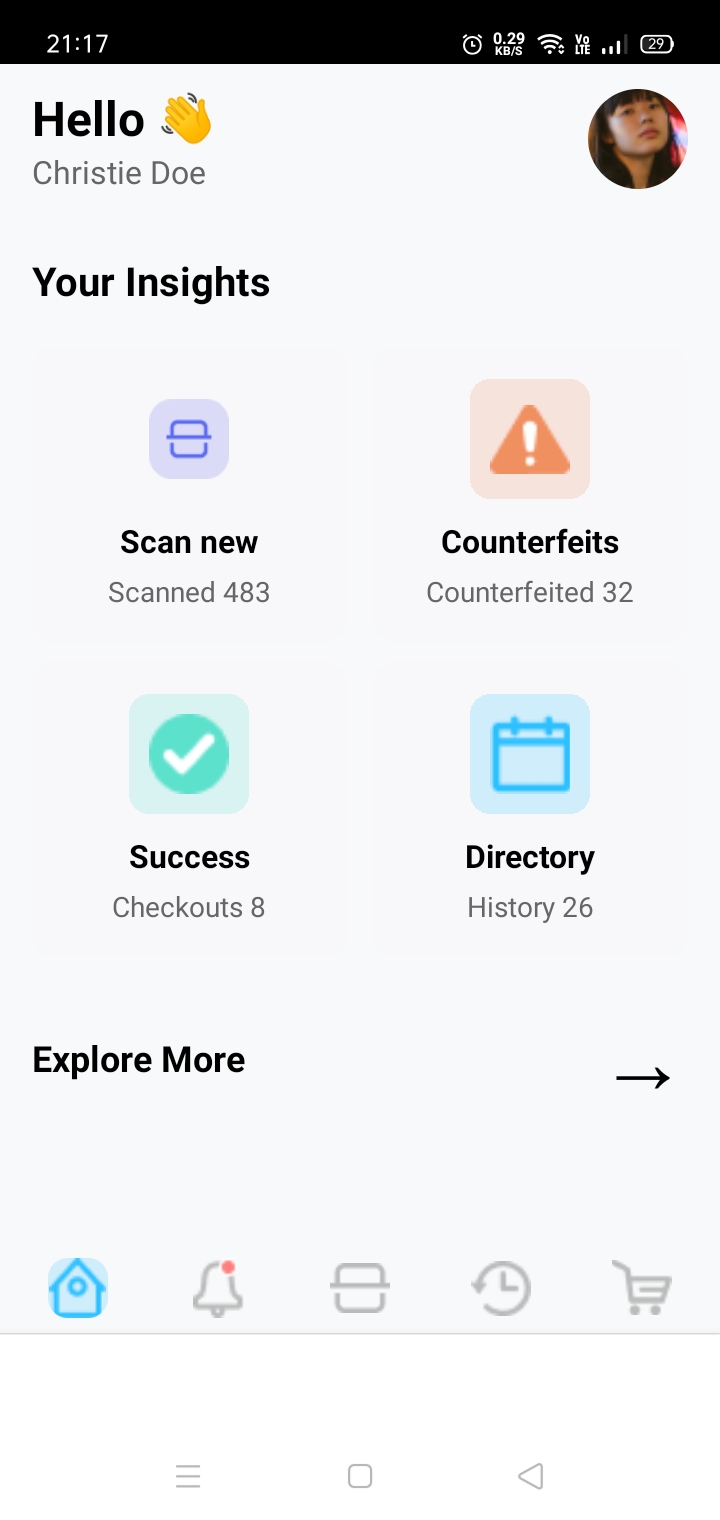 21:17
0.29
KB/S
Vo
LTE
29
Hello 👋
Christie Doe
Your Insights
Scan new
Scanned 483
Counterfeits
Counterfeited 32
Success
Checkouts 8
Directory
History 26
Explore More